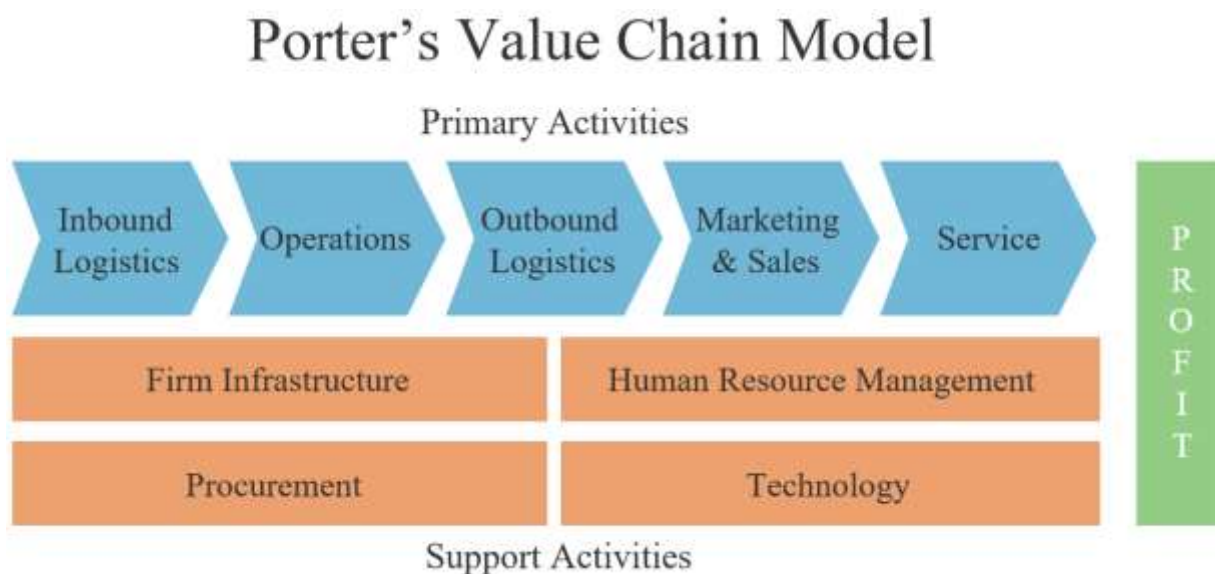 Porter’s Value Chain Model
Primary Activities
Inbound
Logistics
Operations
Outbound
Logistics
Marketing
& Sales
Service
Firm Infrastructure
Human Resource Management
Procurement
Technology
Support Activities
P
R
O
F
I
T